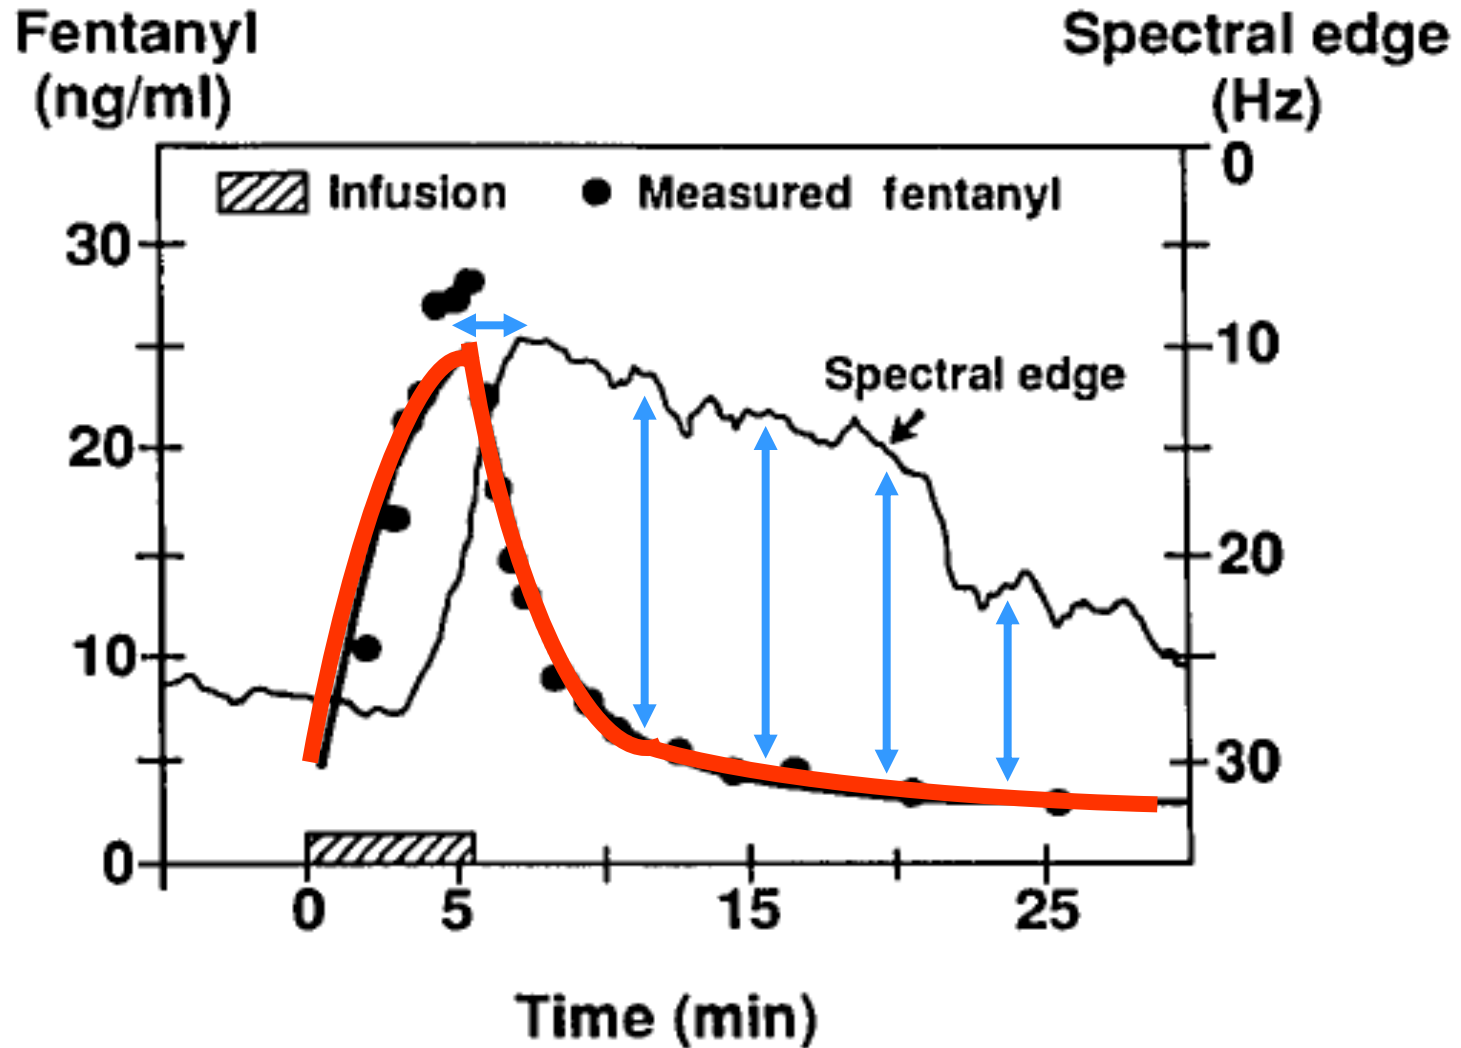 Fentanyl
(ng/ml)
Spectral edge
(Hz)
Infusion
Measured fentanyl
0
30
10
Spectral edge
20
20
10
30
0
0 5 15 25
Time (min)